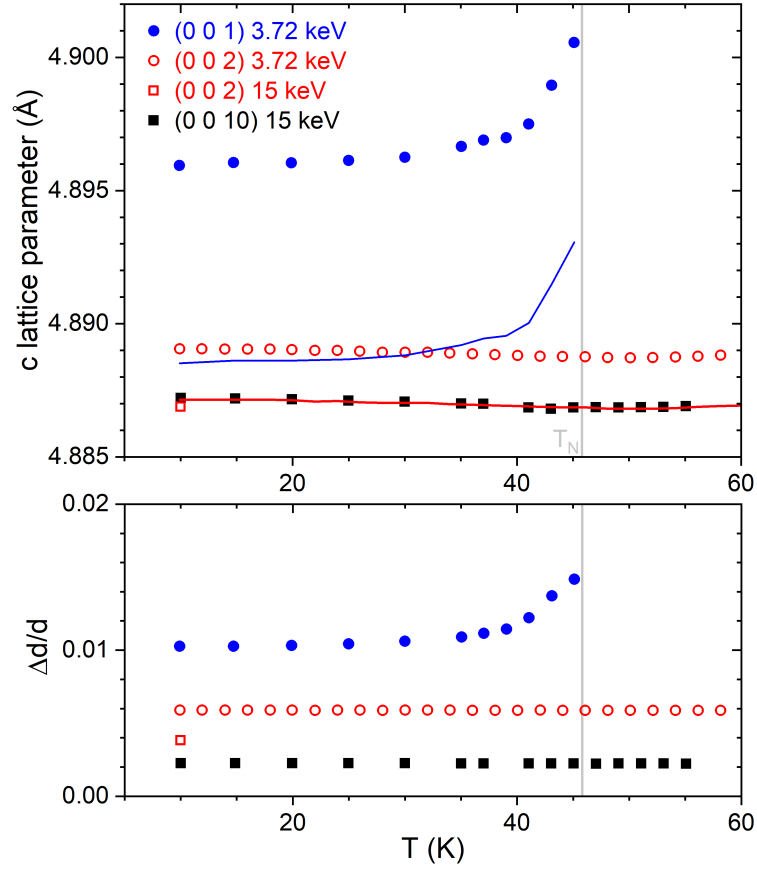 (0 0 1) 3.72 keV
(0 0 2) 3.72 keV
(0 0 2) 15 keV
(0 0 10) 15 keV
c lattice parameter (Å)
4.900
4.895
4.890
4.885
T_N
20 40 60
Δd/d
0.02
0.01
0.00
20 40 60
T (K)